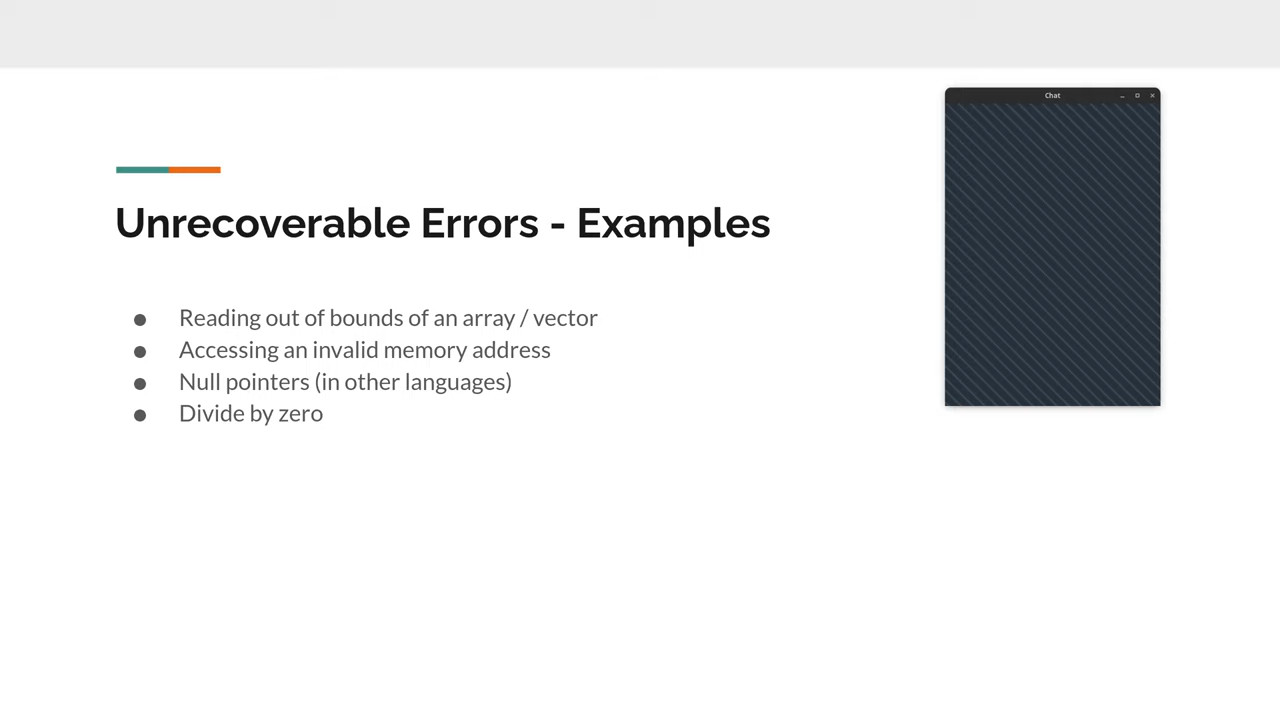 Chat
Unrecoverable Errors - Examples
● Reading out of bounds of an array / vector
● Accessing an invalid memory address
● Null pointers (in other languages)
● Divide by zero